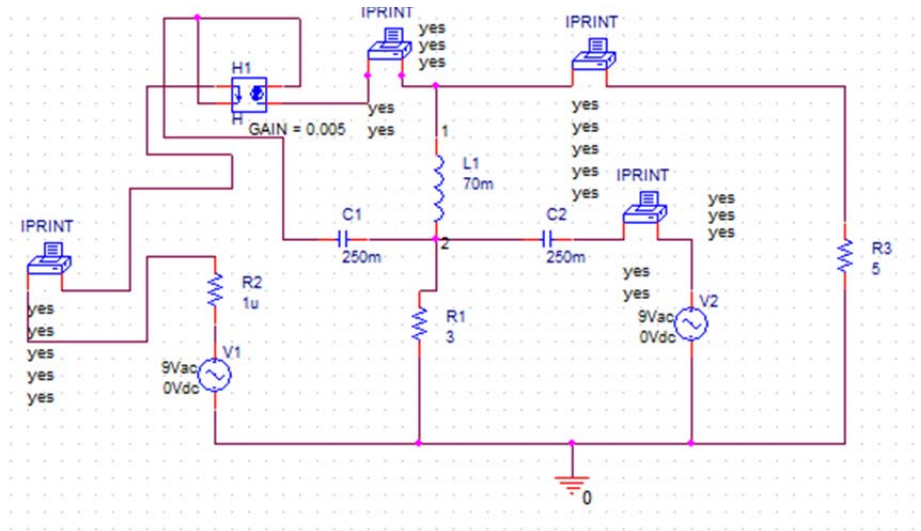 IPRINT
yes
yes
yes
IPRINT
H1
H
GAIN = 0.005
yes
yes
yes
yes
yes
yes
yes
1
L1
70m
IPRINT
yes
yes
yes
C1
250m
2
C2
250m
IPRINT
R3
5
yes
yes
yes
yes
yes
yes
yes
R2
1u
R1
3
V2
9Vac
0Vdc
V1
9Vac
0Vdc
0